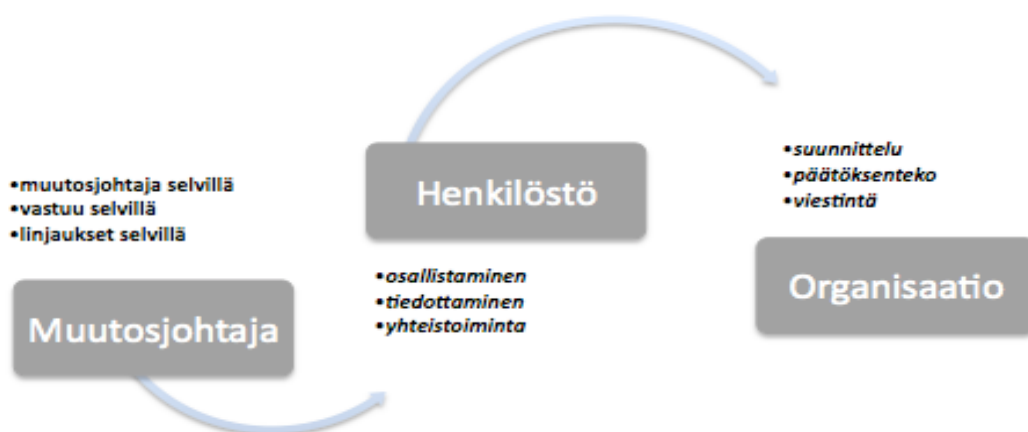 •muutosjohtaja selvillä
•vastuu selvillä
•linjaukset selvillä
Muutosjohtaja
Henkilöstö
•osallistaminen
•tiedottaminen
•yhteistoiminta
•suunnittelu
•päätöksenteko
•viestintä
Organisaatio